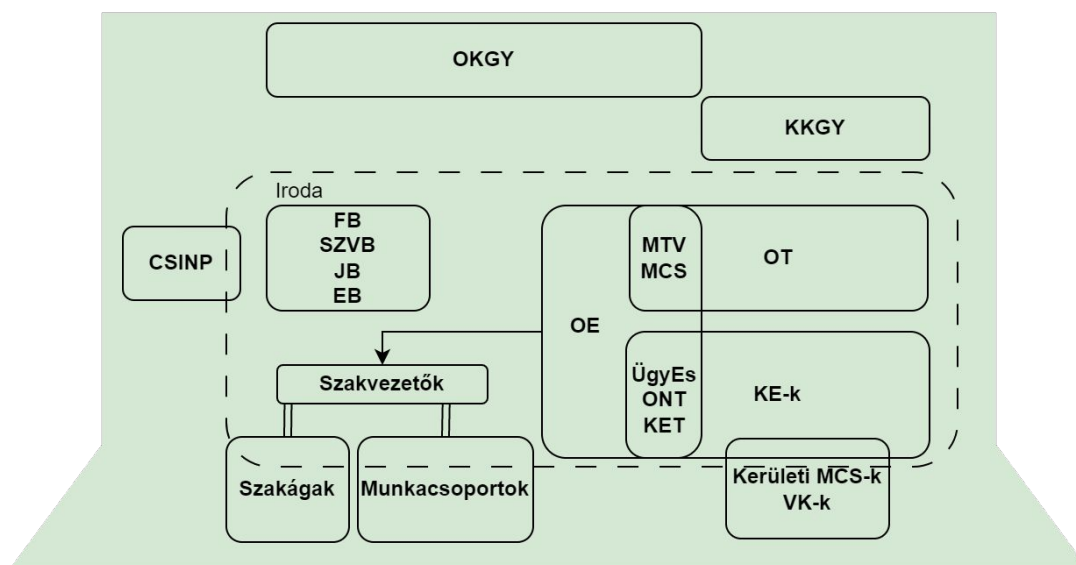 OKGY
KKGY
Iroda
FB
SZVB
JB
EB
CSINP
MTV
MCS
OT
OE
Szakvezetők
ÜgyEs
ONT
KET
KE-k
Szakágak
Munkacsoportok
Kerületi MCS-k
VK-k